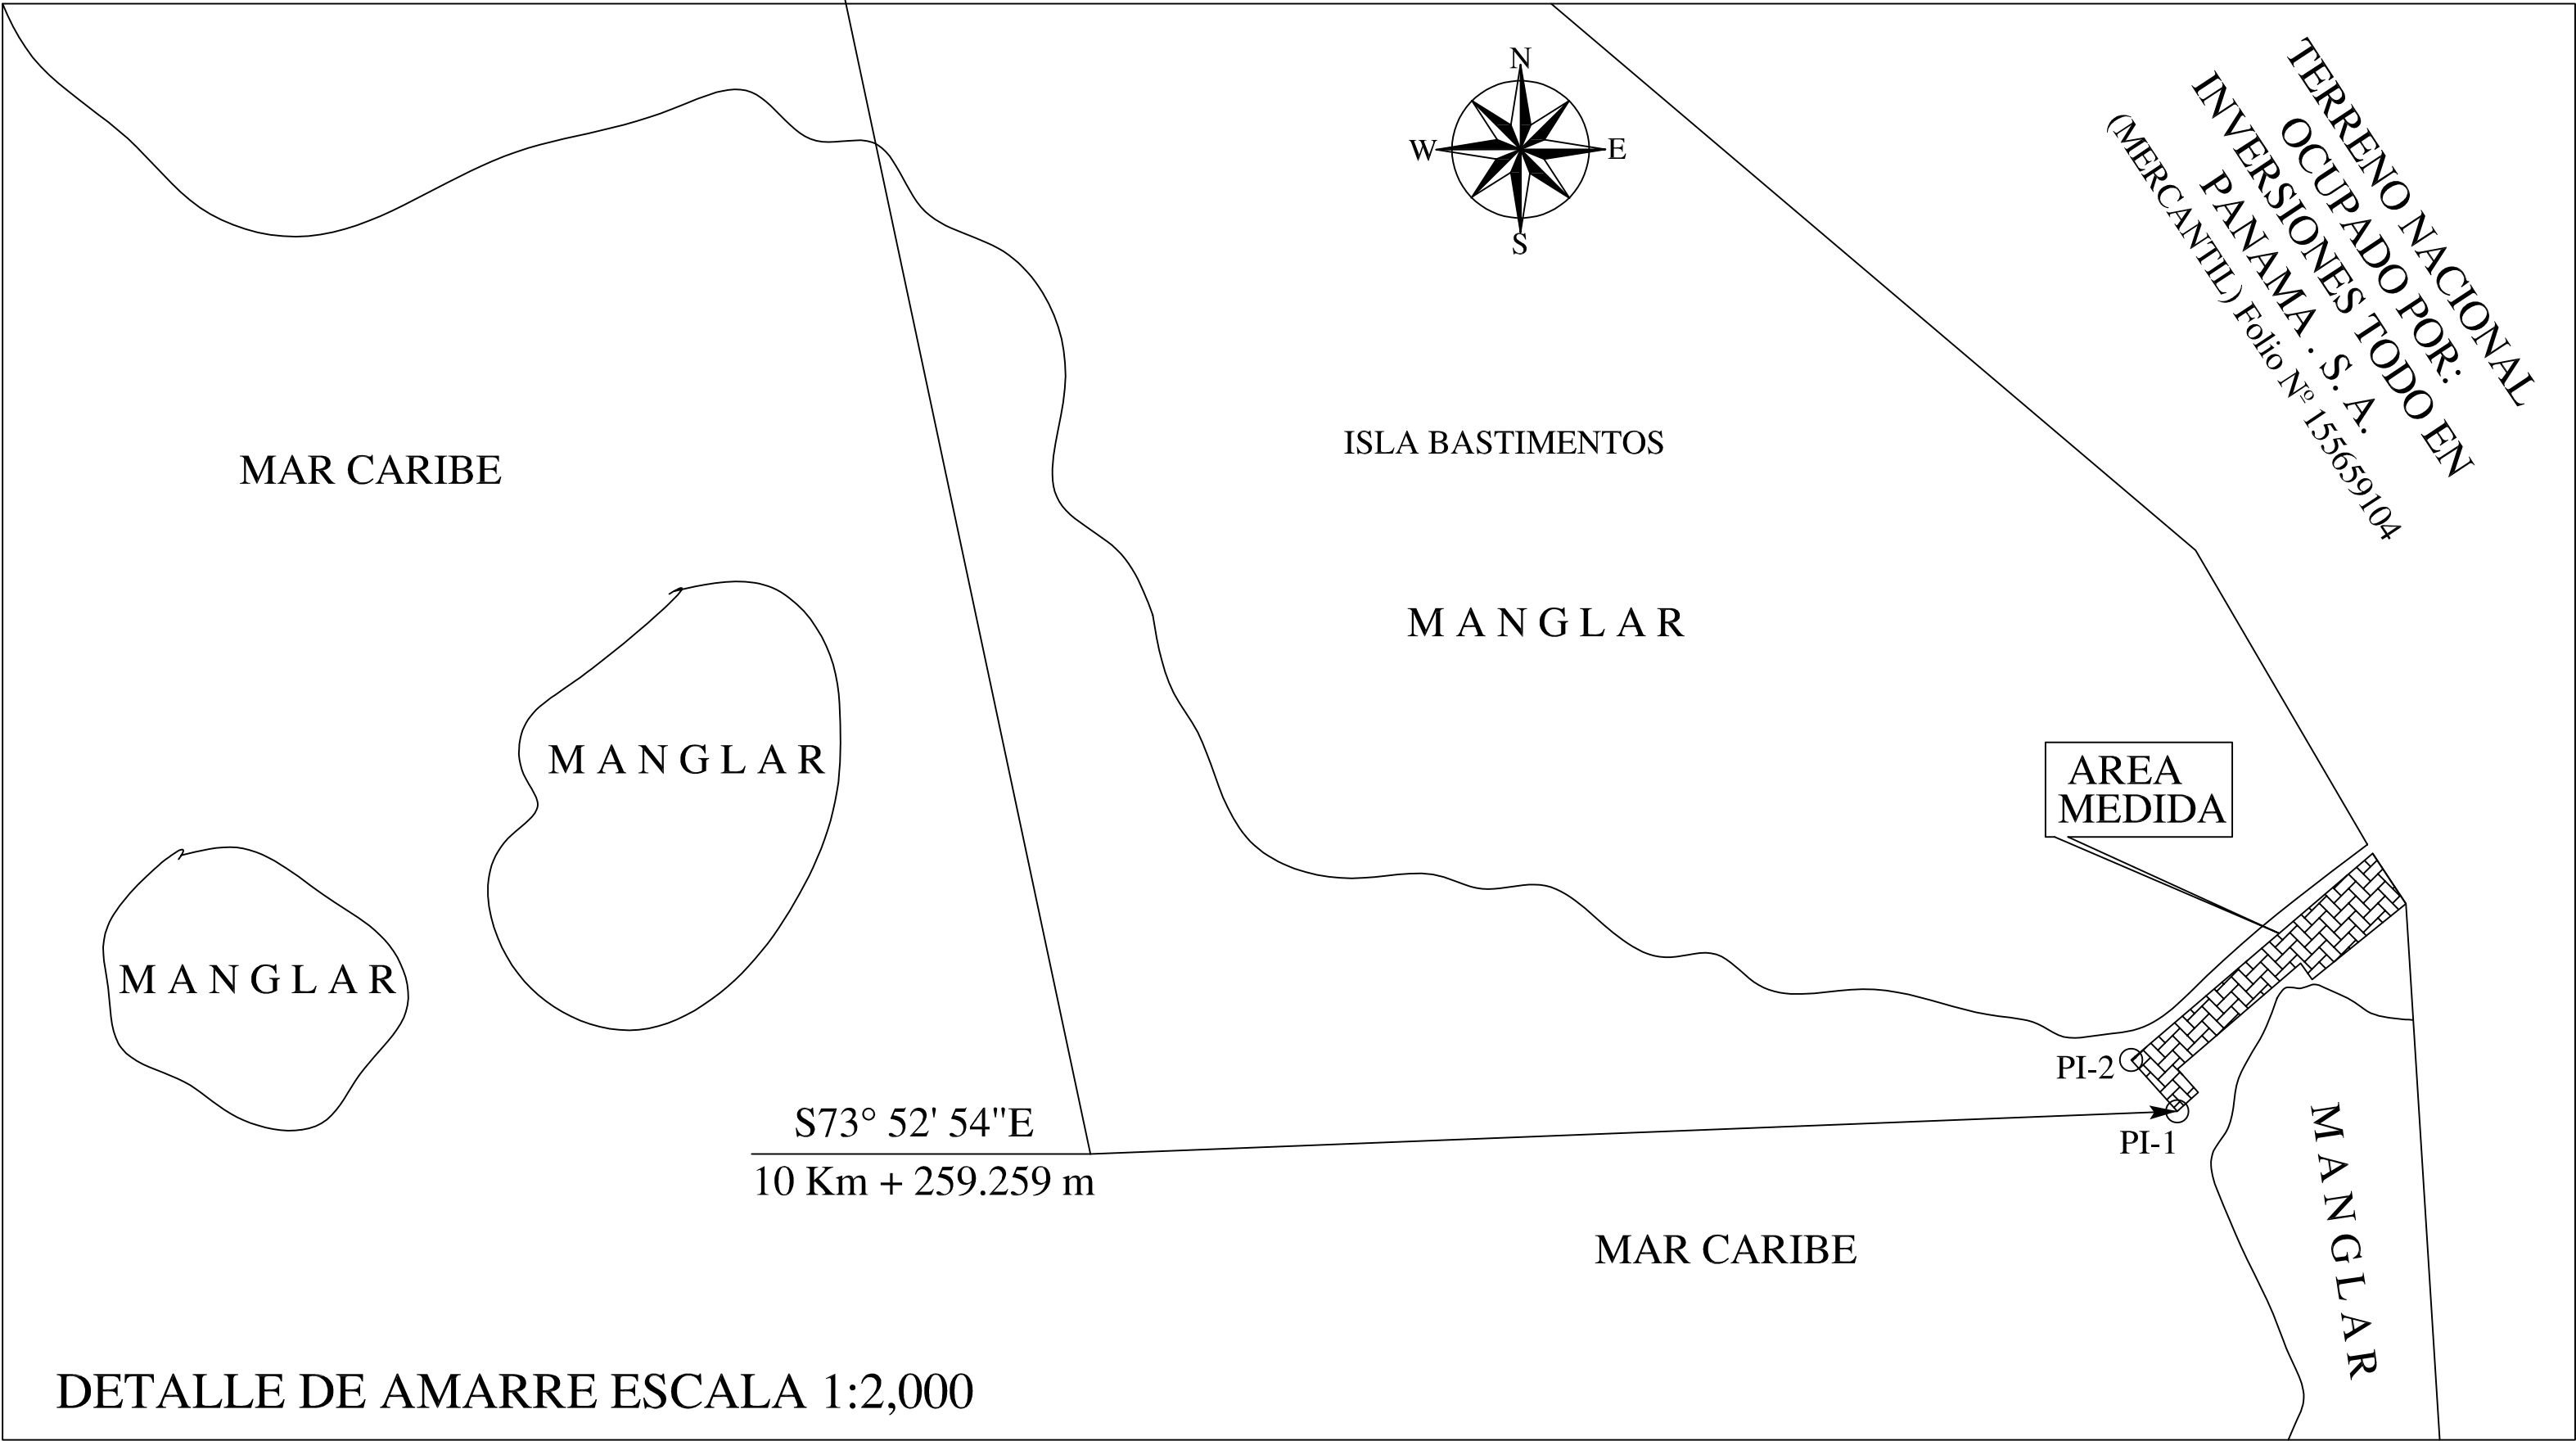 N
W
E
S
TERRENO NACIONAL
OCUPADO POR:
INVERSIONES TODO EN
PANAMA . S. A.
(MERCANTIL) Folio Nº 155659104
MAR CARIBE
ISLA BASTIMENTOS
M A N G L A R
M A N G L A R
AREA
MEDIDA
M A N G L A R
PI-2
S73° 52' 54"E
10 Km + 259.259 m
PI-1
M A N G L A R
MAR CARIBE
DETALLE DE AMARRE ESCALA 1:2,000